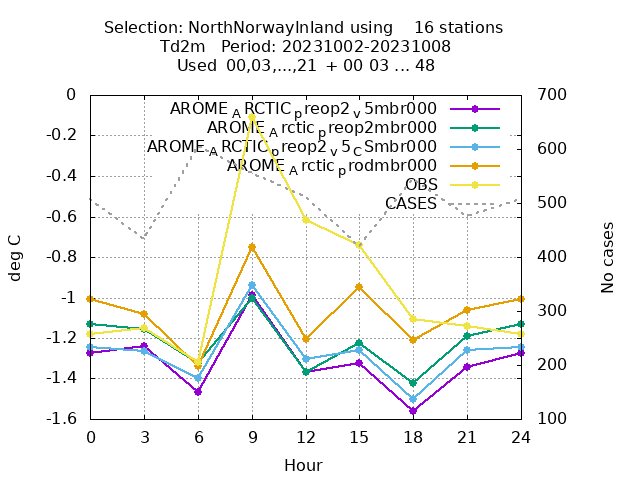 Selection: NorthNorwayInland using 16 stations
Td2m Period: 20231002-20231008
Used 00,03,...,21 + 00 03 ... 48
AROME_ARCTIC_preop2_v5mbr000
AROME_Arctic_preop2mbr000
AROME_ARCTIC_preop2_v5_CSmbr000
AROME_Arctic_prodmbr000
OBS
CASES
0
-0.2
-0.4
-0.6
-0.8
-1
-1.2
-1.4
-1.6
deg C
700
600
500
400
300
200
100
No cases
0 3 6 9 12 15 18 21 24
Hour